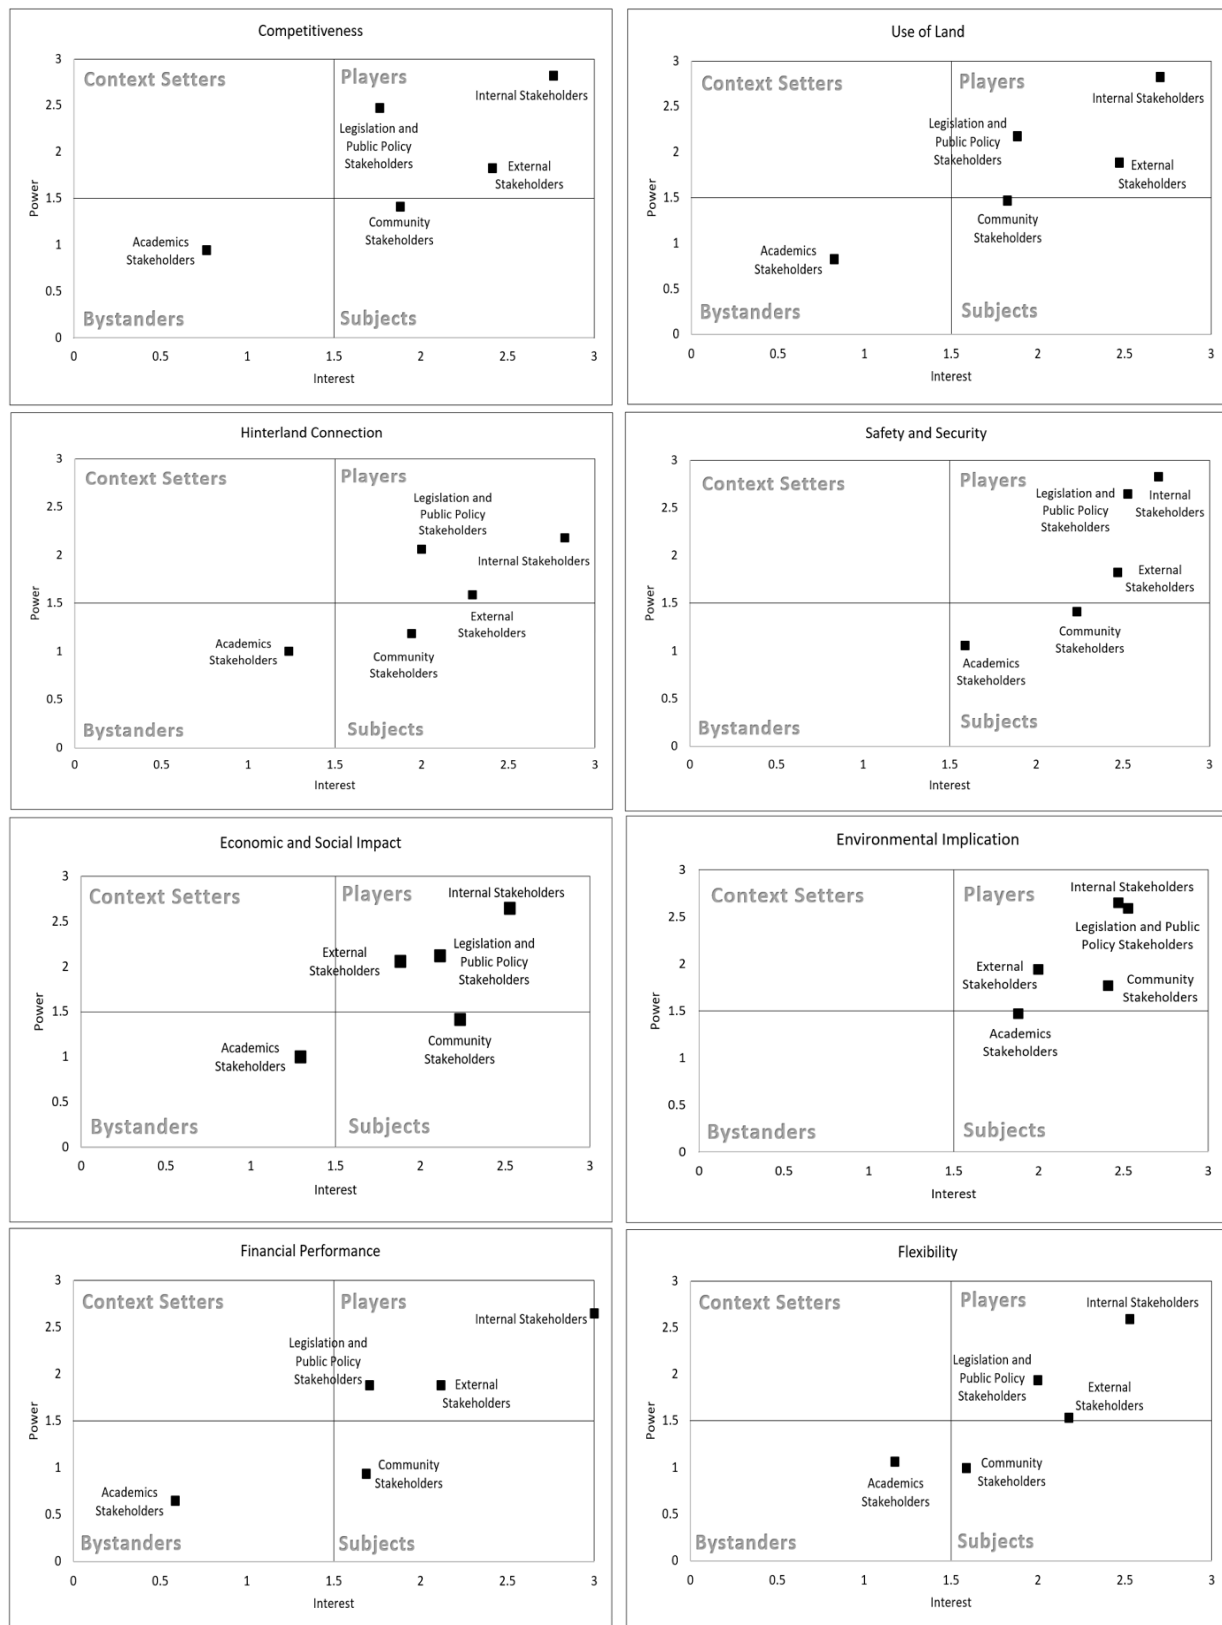 Competitiveness
3
Context Setters
Players
Internal Stakeholders
2.5
Legislation and
Public Policy
Stakeholders
2
External
Stakeholders
1.5
Power
Community
Stakeholders
Academics
Stakeholders
1
0.5
Bystanders
Subjects
0
0
0.5
1
1.5
2
2.5
3
Interest
Use of Land
3
Context Setters
Players
Internal Stakeholders
2.5
Legislation and
Public Policy
Stakeholders
2
External
Stakeholders
1.5
Power
Community
Stakeholders
Academics
Stakeholders
1
0.5
Bystanders
Subjects
0
0
0.5
1
1.5
2
2.5
3
Interest
Hinterland Connection
3
Context Setters
Players
Legislation and
Public Policy
Stakeholders
2.5
Internal Stakeholders
2
1.5
Power
External
Stakeholders
Academics
Stakeholders
Community
Stakeholders
1
0.5
Bystanders
Subjects
0
0
0.5
1
1.5
2
2.5
3
Interest
Safety and Security
3
Context Setters
Players
Legislation and
Public Policy
Stakeholders
Internal
Stakeholders
2.5
2
External
Stakeholders
1.5
Power
Community
Stakeholders
Academics
Stakeholders
1
0.5
Bystanders
Subjects
0
0
0.5
1
1.5
2
2.5
3
Interest
Economic and Social Impact
3
Context Setters
Players
Internal Stakeholders
2.5
External
Stakeholders
Legislation and
Public Policy
Stakeholders
2
1.5
Power
Academics
Stakeholders
Community
Stakeholders
1
0.5
Bystanders
Subjects
0
0
0.5
1
1.5
2
2.5
3
Interest
Environmental Implication
3
Context Setters
Players
Internal Stakeholders
2.5
Legislation and Public
Policy Stakeholders
2
External
Stakeholders
Community
Stakeholders
1.5
Power
Academics
Stakeholders
1
0.5
Bystanders
Subjects
0
0
0.5
1
1.5
2
2.5
3
Interest
Financial Performance
3
Context Setters
Players
Internal Stakeholders
2.5
Legislation and
Public Policy
Stakeholders
2
External
Stakeholders
1.5
Power
Community
Stakeholders
1
Academics
Stakeholders
0.5
Bystanders
Subjects
0
0
0.5
1
1.5
2
2.5
3
Interest
Flexibility
3
Context Setters
Players
Internal Stakeholders
2.5
Legislation and
Public Policy
Stakeholders
2
External
Stakeholders
1.5
Power
Academics
Stakeholders
Community
Stakeholders
1
0.5
Bystanders
Subjects
0
0
0.5
1
1.5
2
2.5
3
Interest